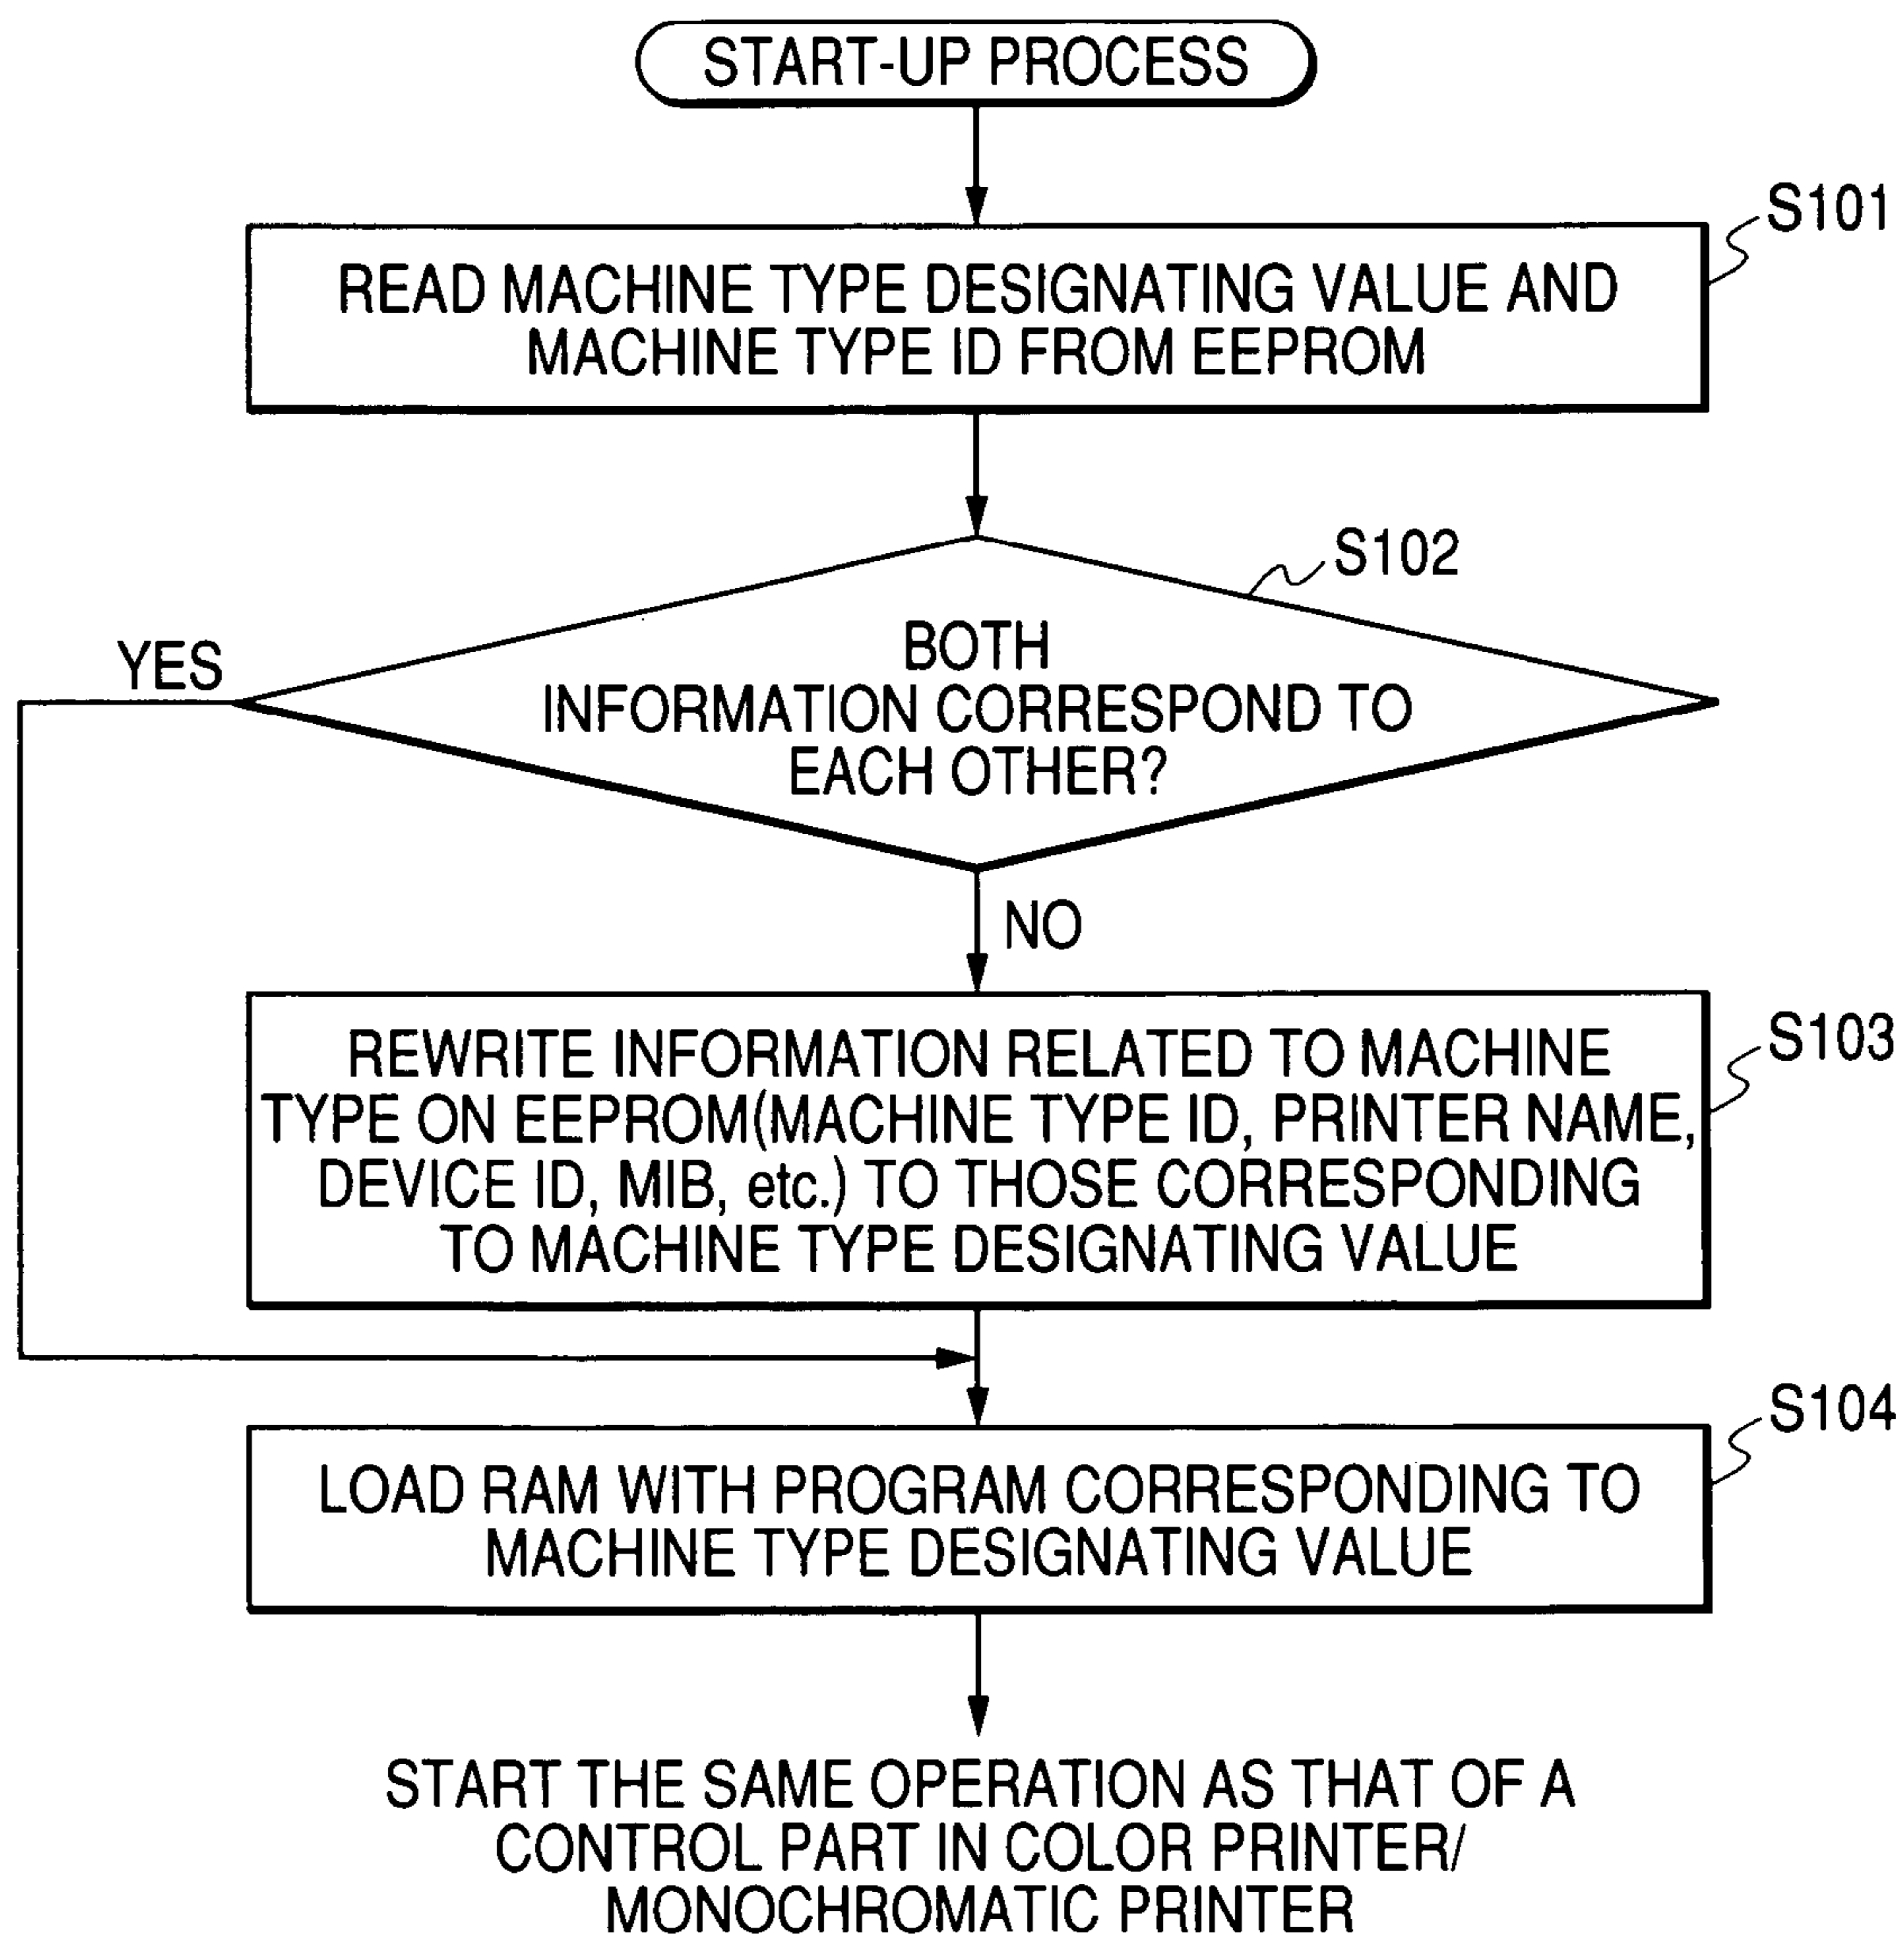 START-UP PROCESS
S101
READ MACHINE TYPE DESIGNATING VALUE AND
MACHINE TYPE ID FROM EEPROM
S102
YES
BOTH
INFORMATION CORRESPOND TO
EACH OTHER?
NO
S103
REWRITE INFORMATION RELATED TO MACHINE
TYPE ON EEPROM(MACHINE TYPE ID, PRINTER NAME,
DEVICE ID, MIB, etc.) TO THOSE CORRESPONDING
TO MACHINE TYPE DESIGNATING VALUE
S104
LOAD RAM WITH PROGRAM CORRESPONDING TO
MACHINE TYPE DESIGNATING VALUE
START THE SAME OPERATION AS THAT OF A
CONTROL PART IN COLOR PRINTER/
MONOCHROMATIC PRINTER